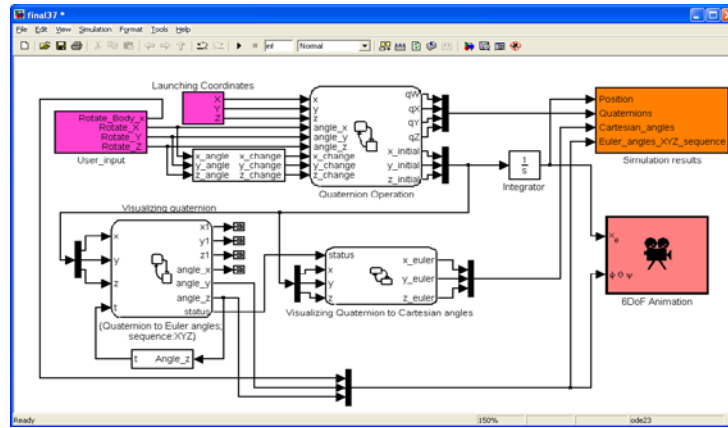 final37 *
File Edit View Simulation Format Tools Help
inf
Normal
Launching Coordinates
X
Y
Z
Rotate_Body_x
Rotate_X
Rotate_Y
Rotate_Z
User_input
x_angle x_change
y_angle y_change
z_angle z_change
x
y
z
angle_x
angle_y
angle_z
x_change
y_change
z_change
qW
qX
qY
qZ
x_initial
y_initial
z_initial
Quaternion Operation
1
s
Integrator
Position
Quaternions
Cartesian_angles
Euler_angles_XYZ_sequence
Simulation results
Visualizing quaternion
x
y
z
t
x1
y1
z1
angle_x
angle_y
angle_z
status
(Quaternion to Euler angles;
sequence:XYZ)
t Angle_z
status
x
y
z
x_euler
y_euler
z_euler
Visualizing Quaternion to Cartesian angles
Xe
ϕ θ ψ
6DoF Animation
Ready
150%
ode23